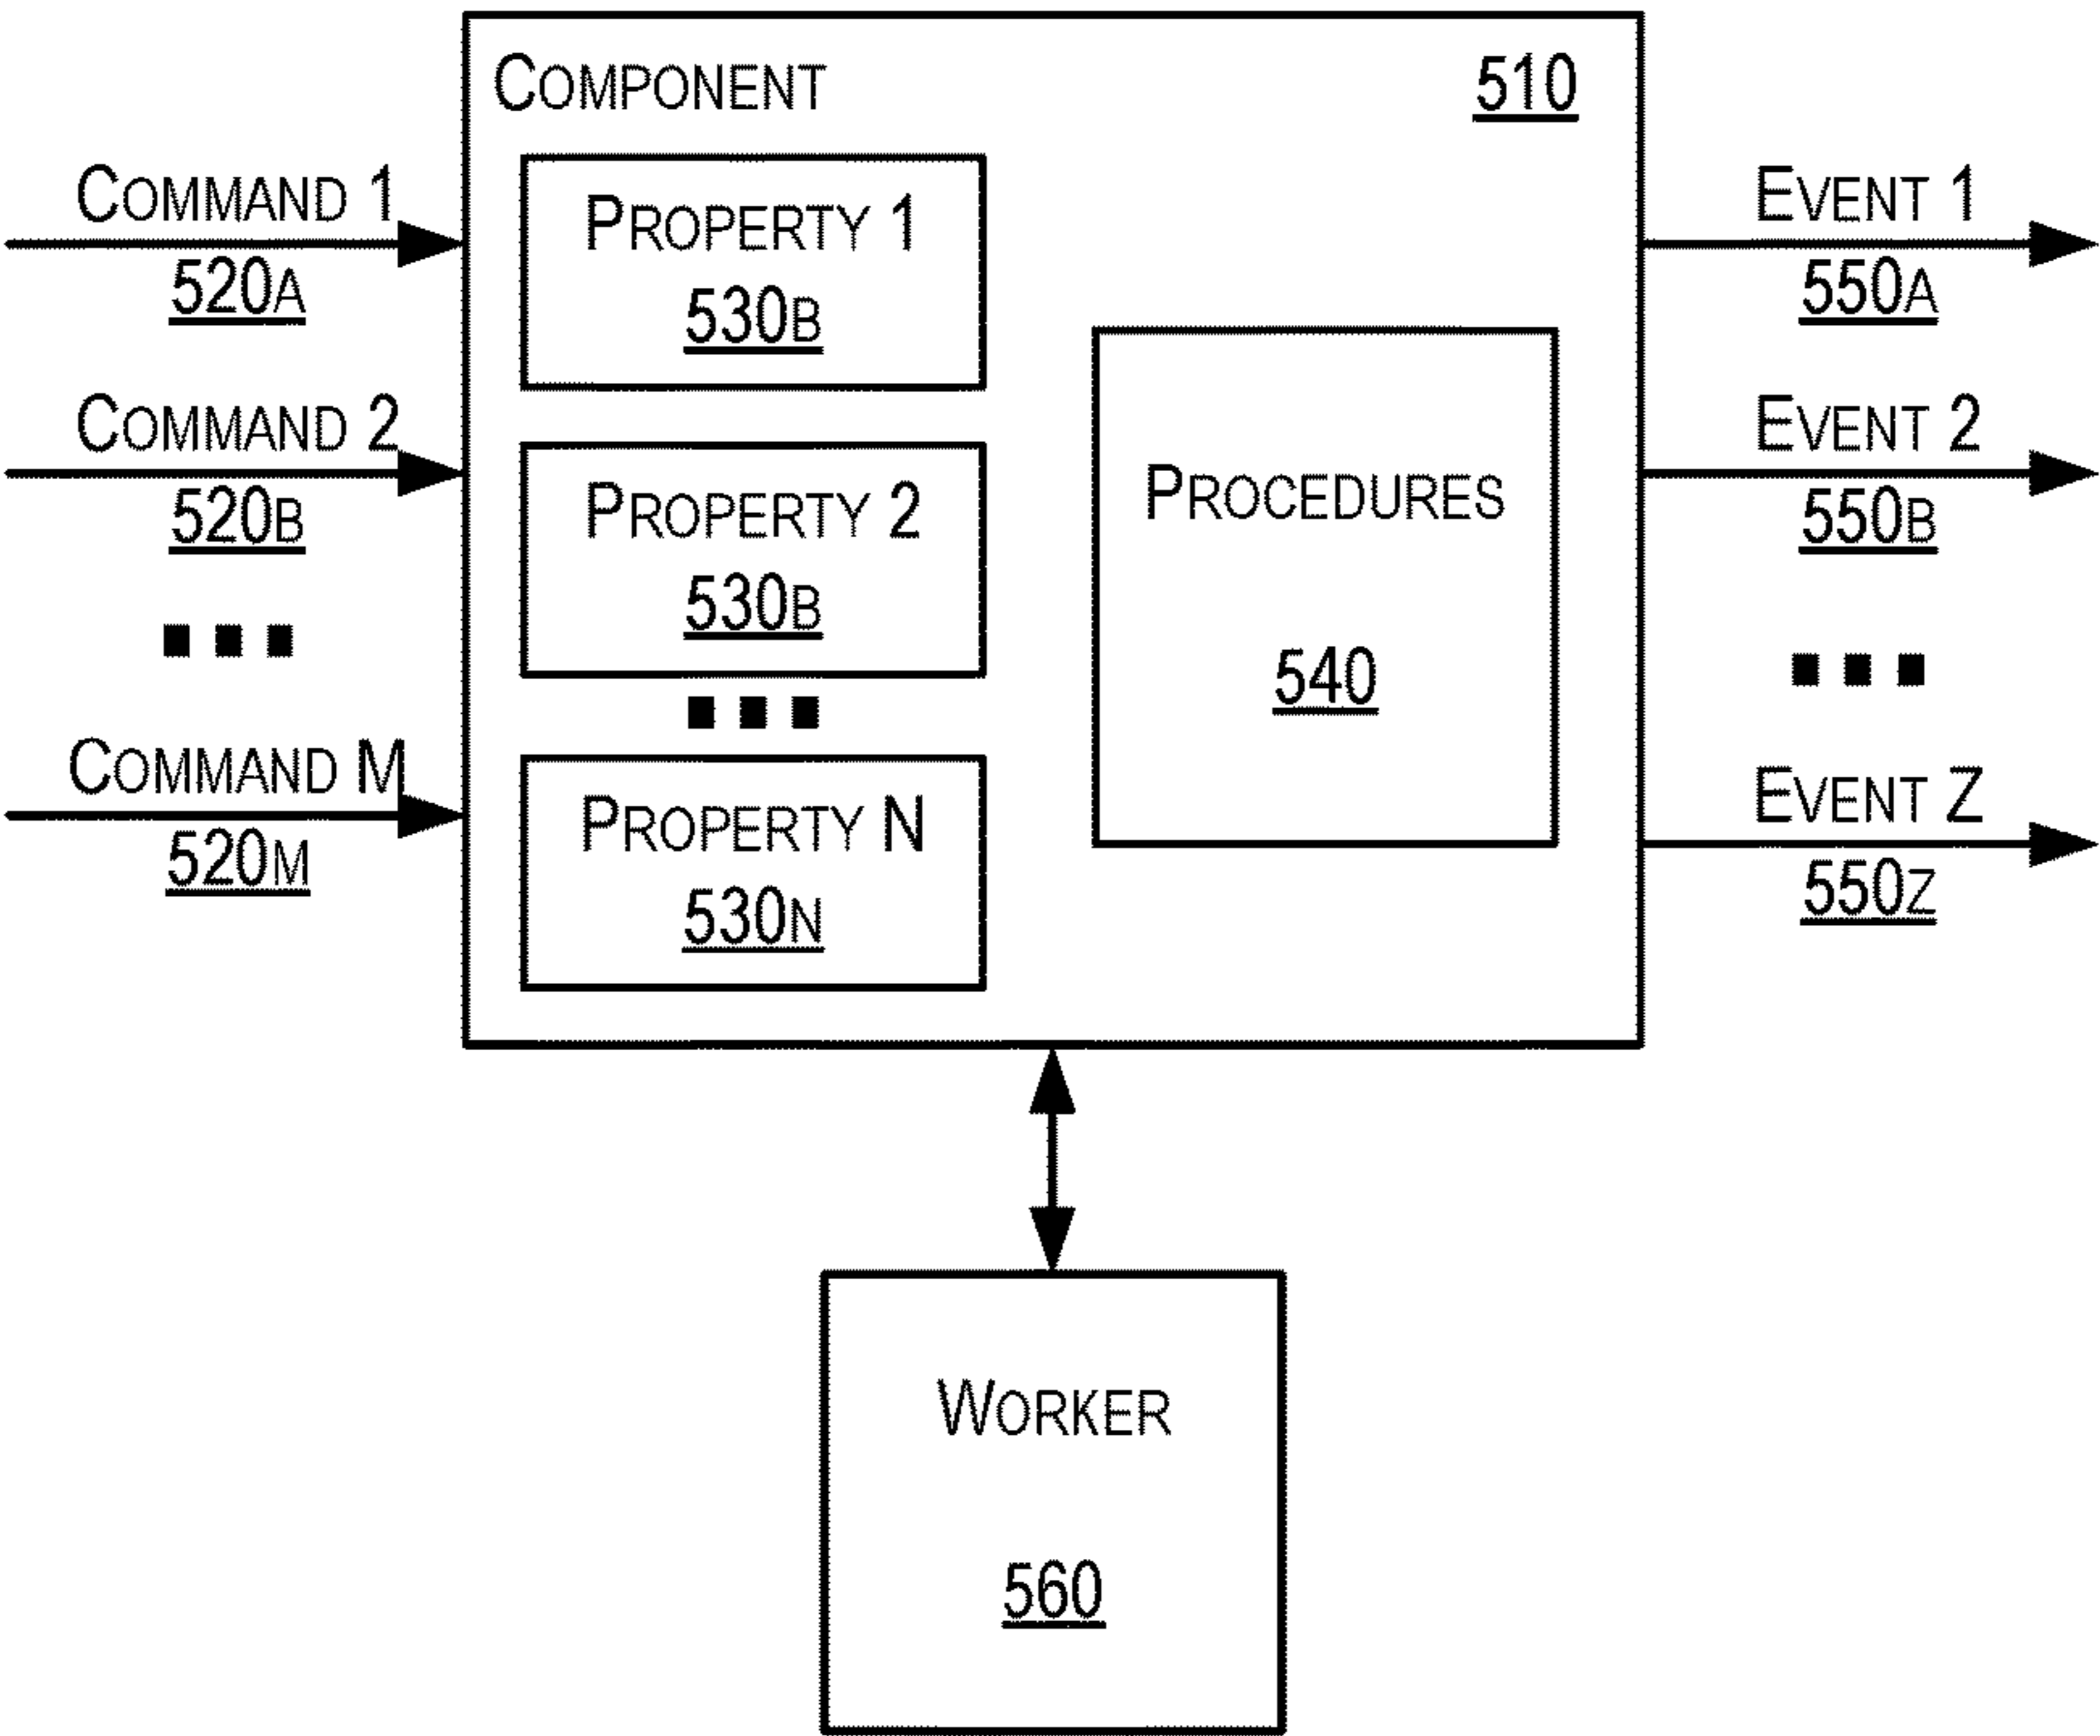 COMPONENT
510
COMMAND 1
520A
COMMAND 2
520B
COMMAND M
520M
PROPERTY 1
530B
PROPERTY 2
530B
PROPERTY N
530N
PROCEDURES
540
EVENT 1
550A
EVENT 2
550B
EVENT Z
550Z
WORKER
560